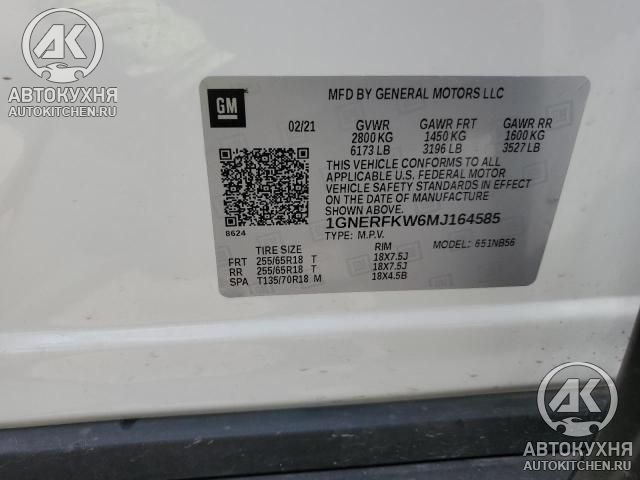 AK
АВТОКУХНЯ
AUTOKITCHEN.RU
GM
MFD BY GENERAL MOTORS LLC
02/21 GVWR GAWR FRT GAWR RR
2800 KG 1450 KG 1600 KG
6173 LB 3196 LB 3527 LB
THIS VEHICLE CONFORMS TO ALL
APPLICABLE U.S. FEDERAL MOTOR
VEHICLE SAFETY STANDARDS IN EFFECT
ON THE DATE OF MANUFACTURE
SHOWN ABOVE.
1GNERFKW6MJ164585
8624
TYPE: M.P.V. MODEL: 651NB56
TIRE SIZE RIM
FRT 255/65R18 T 18X7.5J
RR 255/65R18 T 18X7.5J
SPA T135/70R18 M 18X4.5B
AK
АВТОКУХНЯ
AUTOKITCHEN.RU